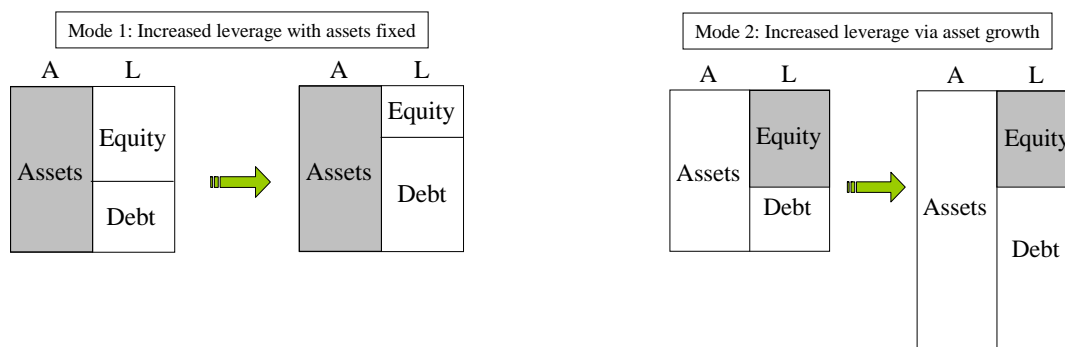 Mode 1: Increased leverage with assets fixed
A L
Assets
Equity
Debt
A L
Assets
Equity
Debt
Mode 2: Increased leverage via asset growth
A L
Assets
Equity
Debt
A L
Assets
Equity
Debt